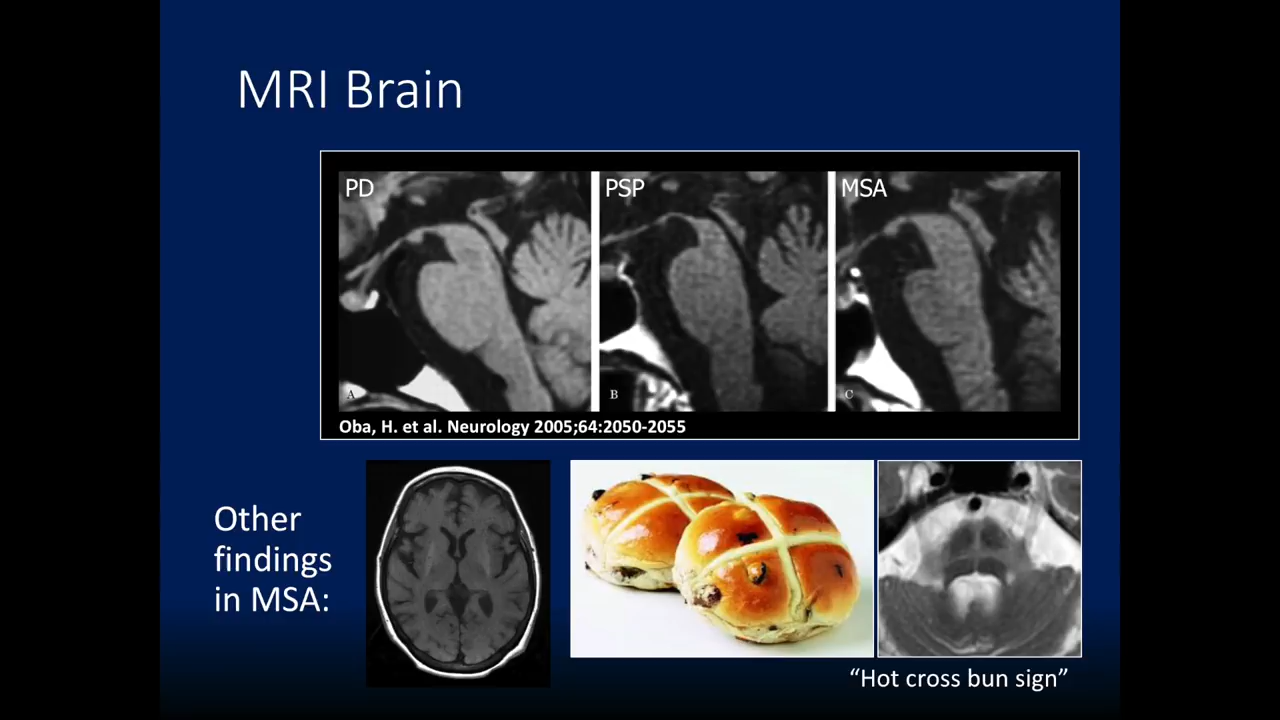 MRI Brain
PD
PSP
MSA
A
B
C
Oba, H. et al. Neurology 2005;64:2050-2055
Other
findings
in MSA:
“Hot cross bun sign”